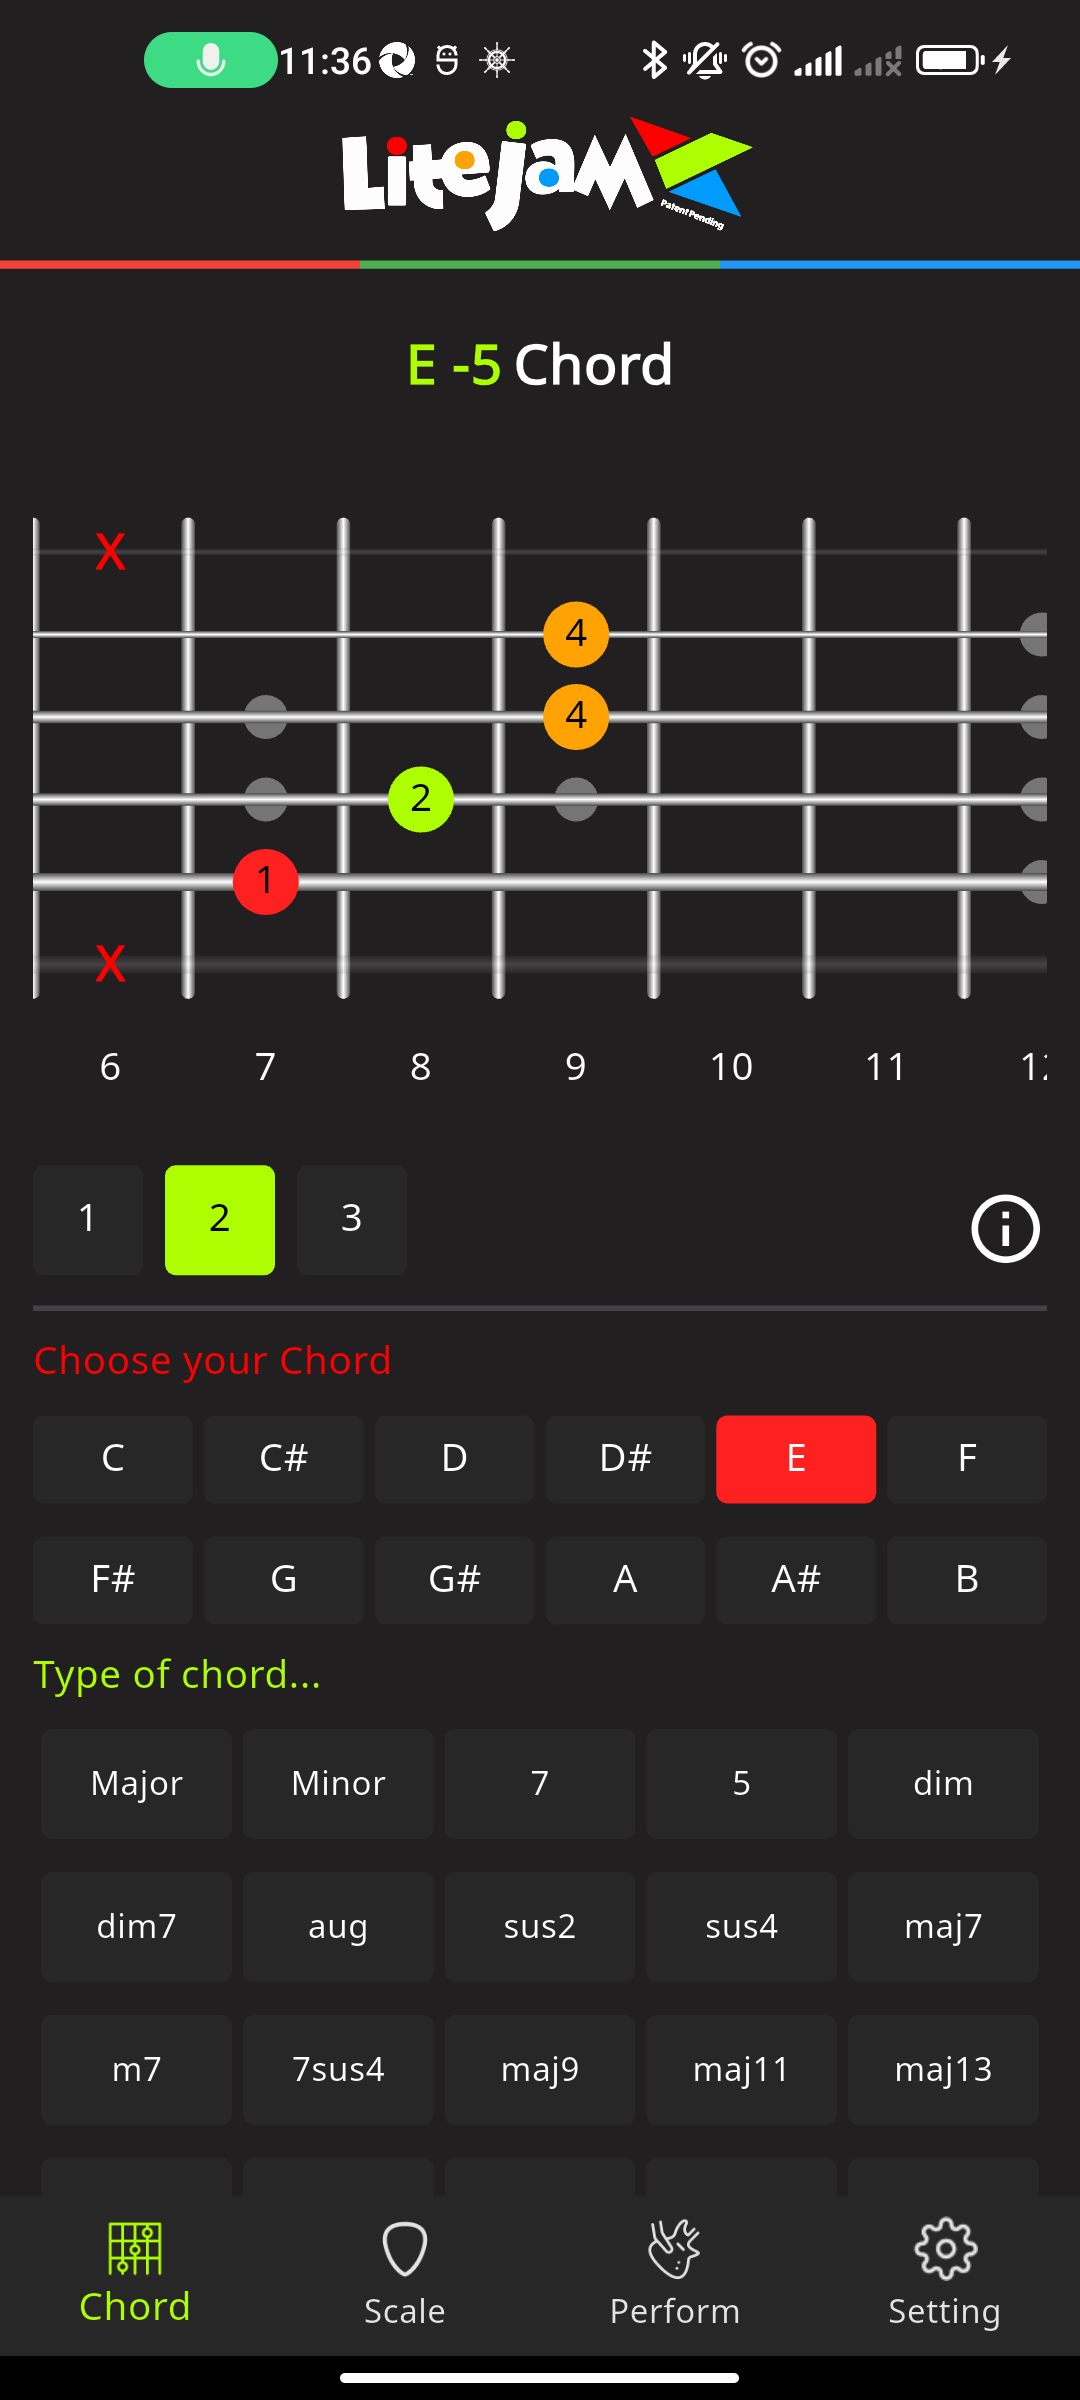 11:36
Litejam
Patent Pending
E -5 Chord
X
4
4
2
1
X
6 7 8 9 10 11
1 2 3
Choose your Chord
C C# D D# E F
F# G G# A A# B
Type of chord...
Major Minor 7 5 dim
dim7 aug sus2 sus4 maj7
m7 7sus4 maj9 maj11 maj13
Chord Scale Perform Setting